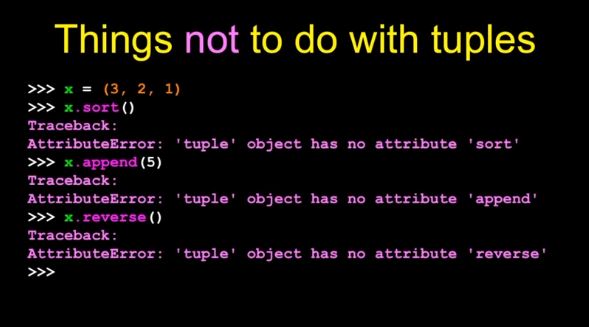 Things not to do with tuples
>>> x = (3, 2, 1)
>>> x.sort()
Traceback:
AttributeError: 'tuple' object has no attribute 'sort'
>>> x.append(5)
Traceback:
AttributeError: 'tuple' object has no attribute 'append'
>>> x.reverse()
Traceback:
AttributeError: 'tuple' object has no attribute 'reverse'
>>>